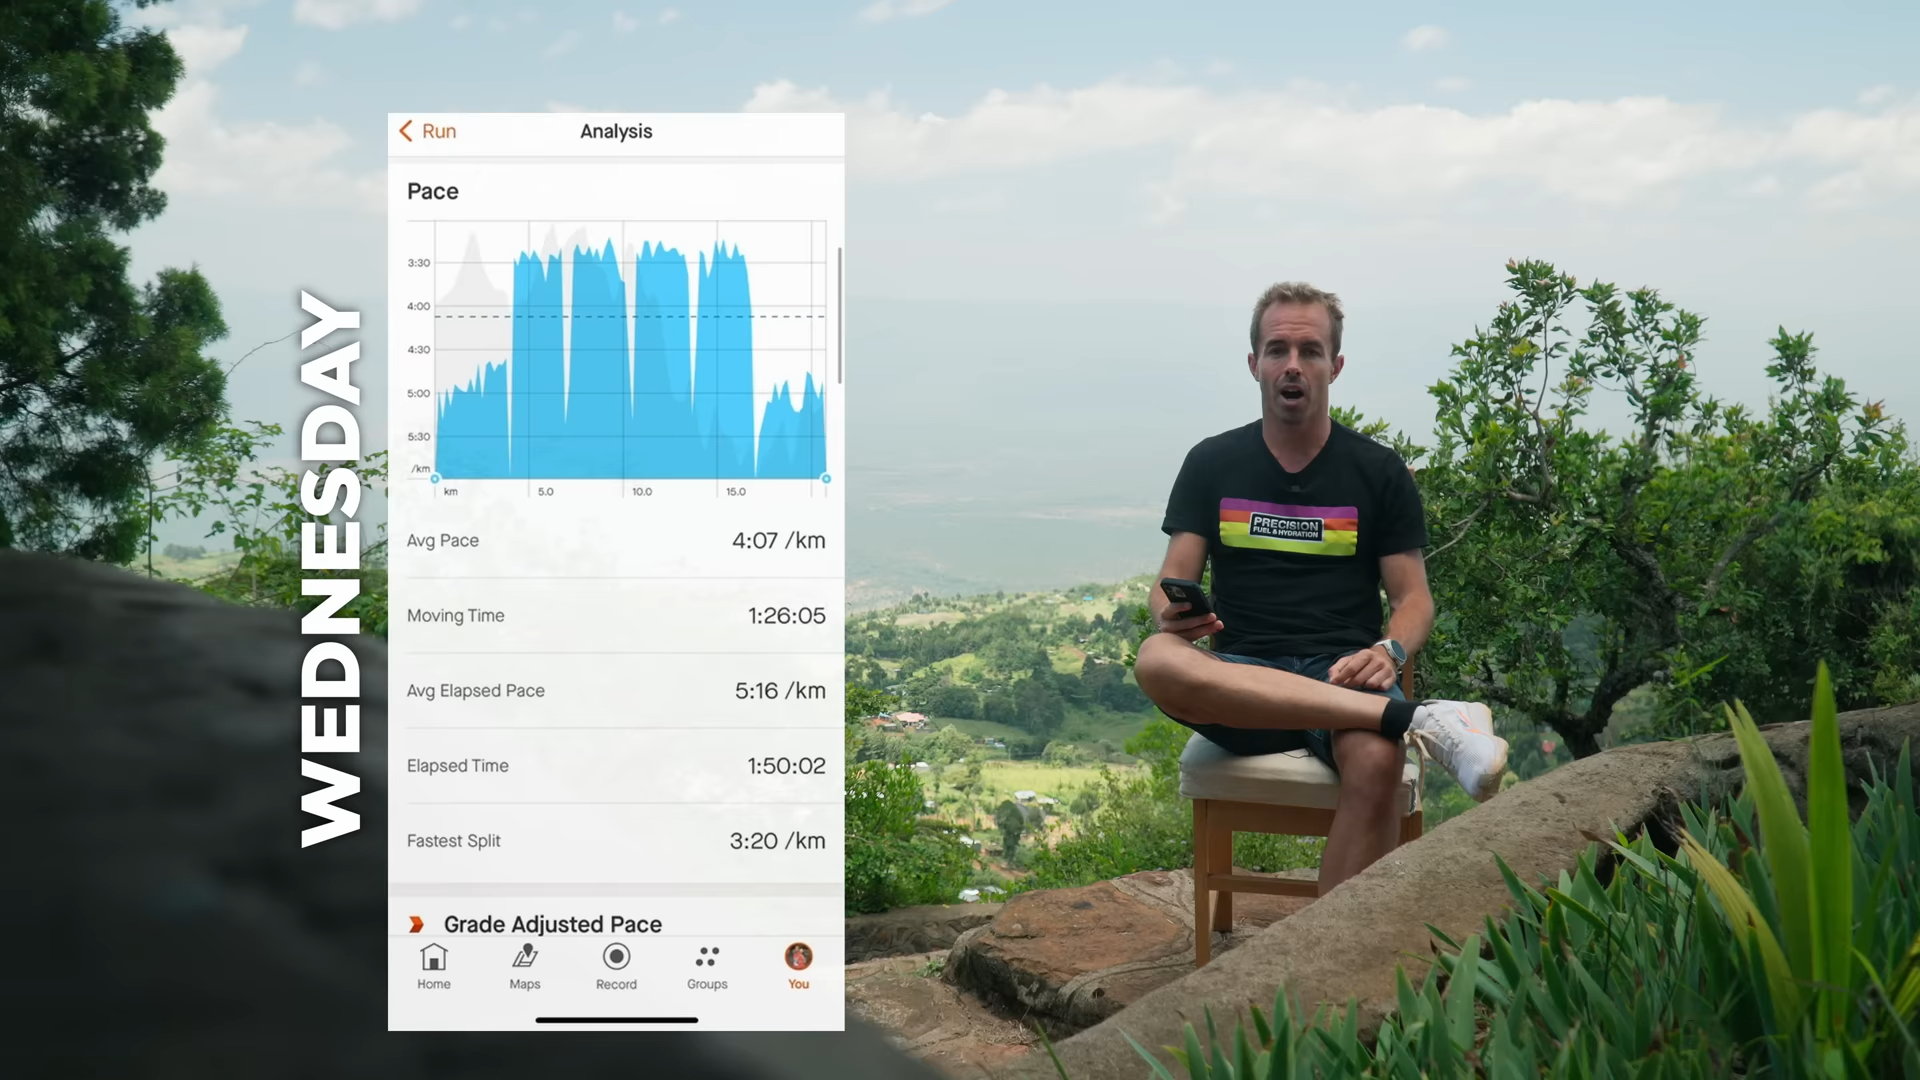 WEDNESDAY
Run
Analysis
Pace
3:30
4:00
4:30
5:00
5:30
/km
km
5.0
10.0
15.0
Avg Pace
4:07 /km
Moving Time
1:26:05
Avg Elapsed Pace
5:16 /km
Elapsed Time
1:50:02
Fastest Split
3:20 /km
Grade Adjusted Pace
Home
Maps
Record
Groups
You
PRECISION
FUEL & HYDRATION